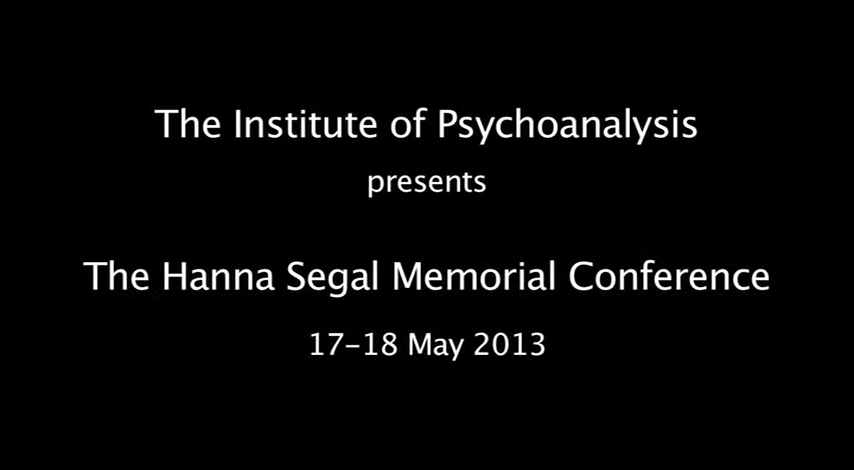 The Institute of Psychoanalysis
presents
The Hanna Segal Memorial Conference
17–18 May 2013